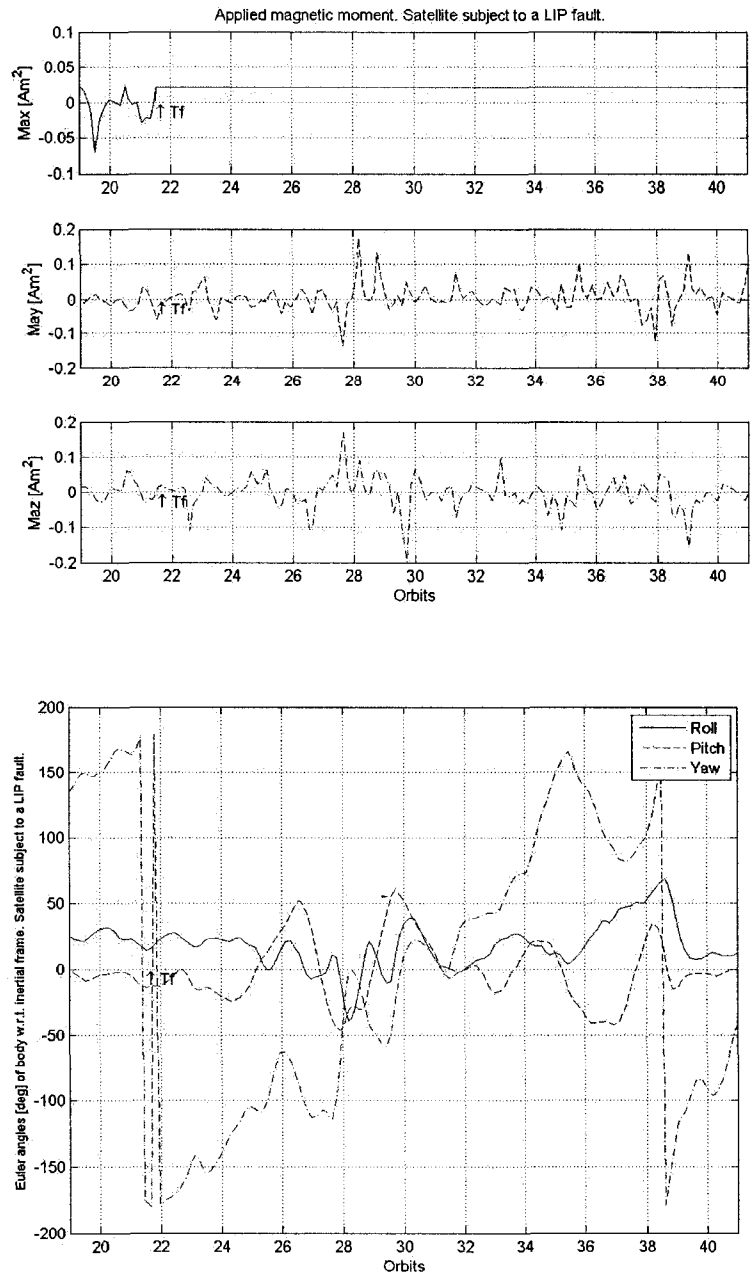 Applied magnetic moment. Satellite subject to a LIP fault.
Max [Am2]
0.1
0.05
0
-0.05
-0.1
↑ Tf
20 22 24 26 28 30 32 34 36 38 40
May [Am2]
0.2
0.1
0
-0.1
-0.2
↑ Tf
20 22 24 26 28 30 32 34 36 38 40
Maz [Am2]
0.2
0.1
0
-0.1
-0.2
↑ Tf
20 22 24 26 28 30 32 34 36 38 40
Orbits
Euler angles [deg] of body w.r.t. inertial frame. Satellite subject to a LIP fault.
200
150
100
50
0
-50
-100
-150
-200
Roll
Pitch
Yaw
↑ Tf
20 22 24 26 28 30 32 34 36 38 40
Orbits